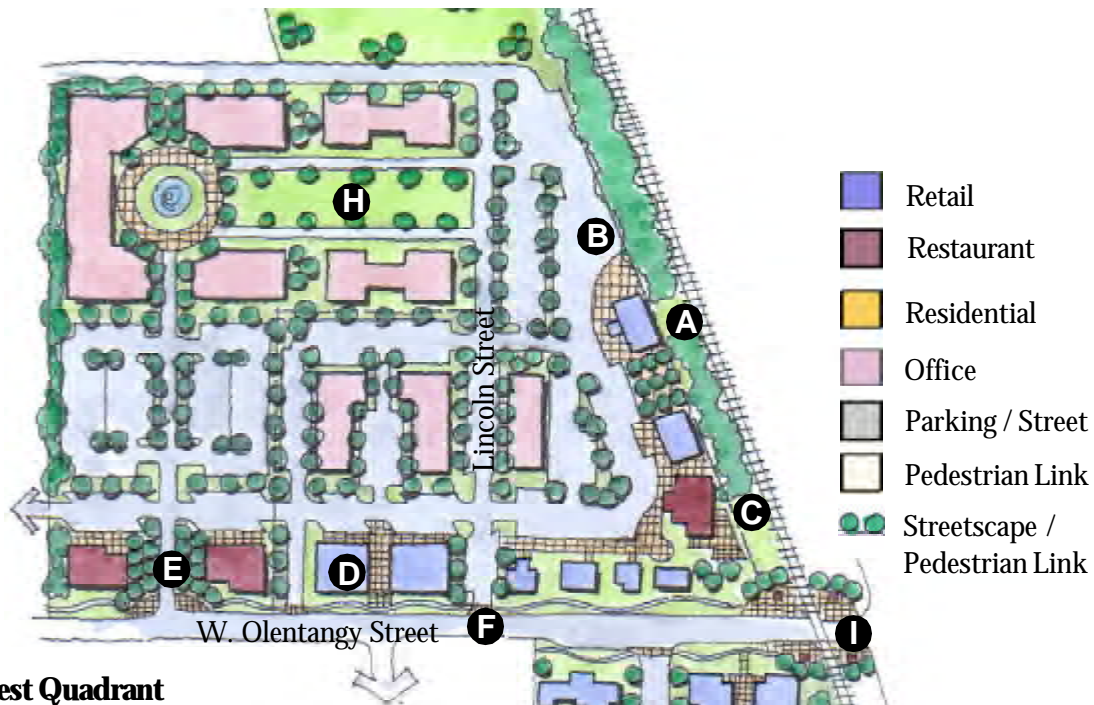 H
B
A
Lincoln Street
C
E
D
F
W. Olentangy Street
I
est Quadrant
Retail
Restaurant
Residential
Office
Parking / Street
Pedestrian Link
Streetscape /
Pedestrian Link